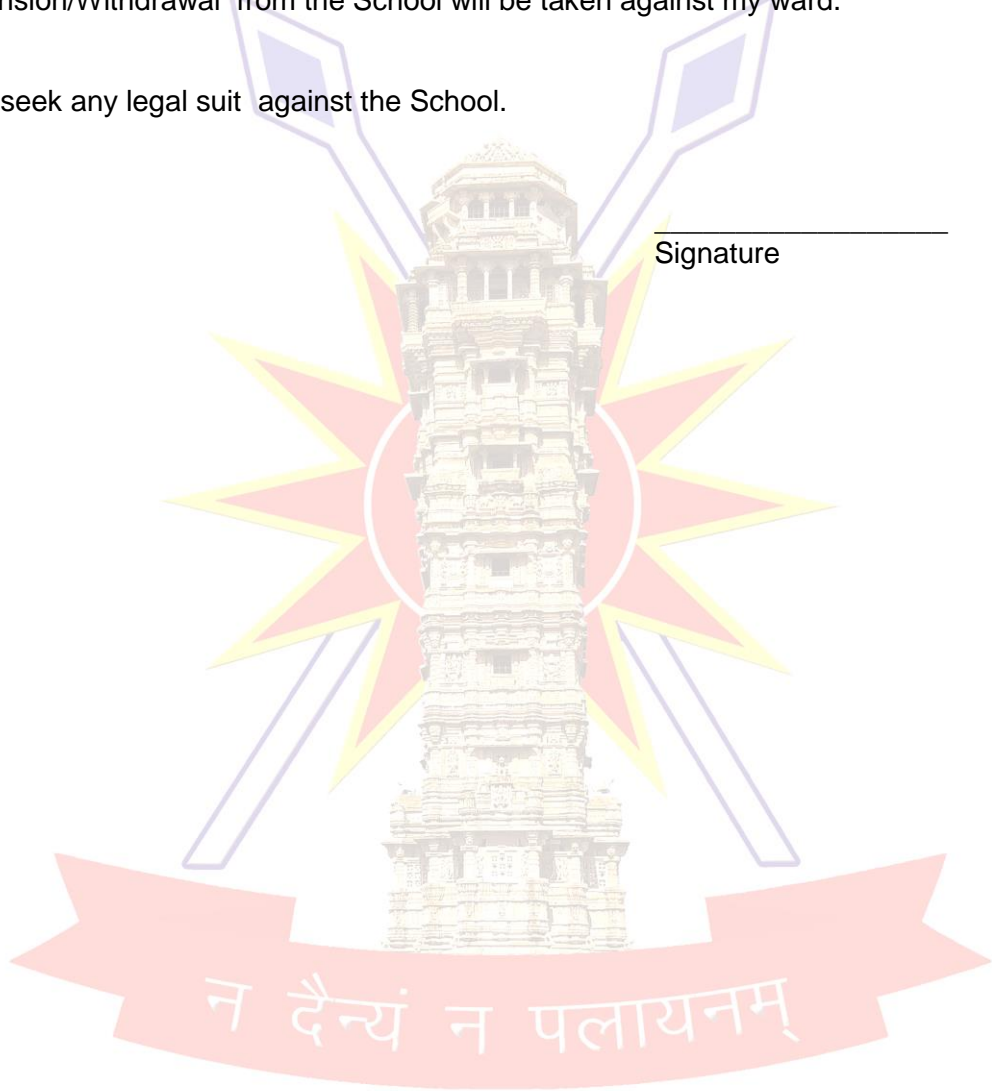 nsion/Withdrawal from the School will be taken against my ward.
seek any legal suit against the School.
Signature
न दैन्यं न पलायनम्